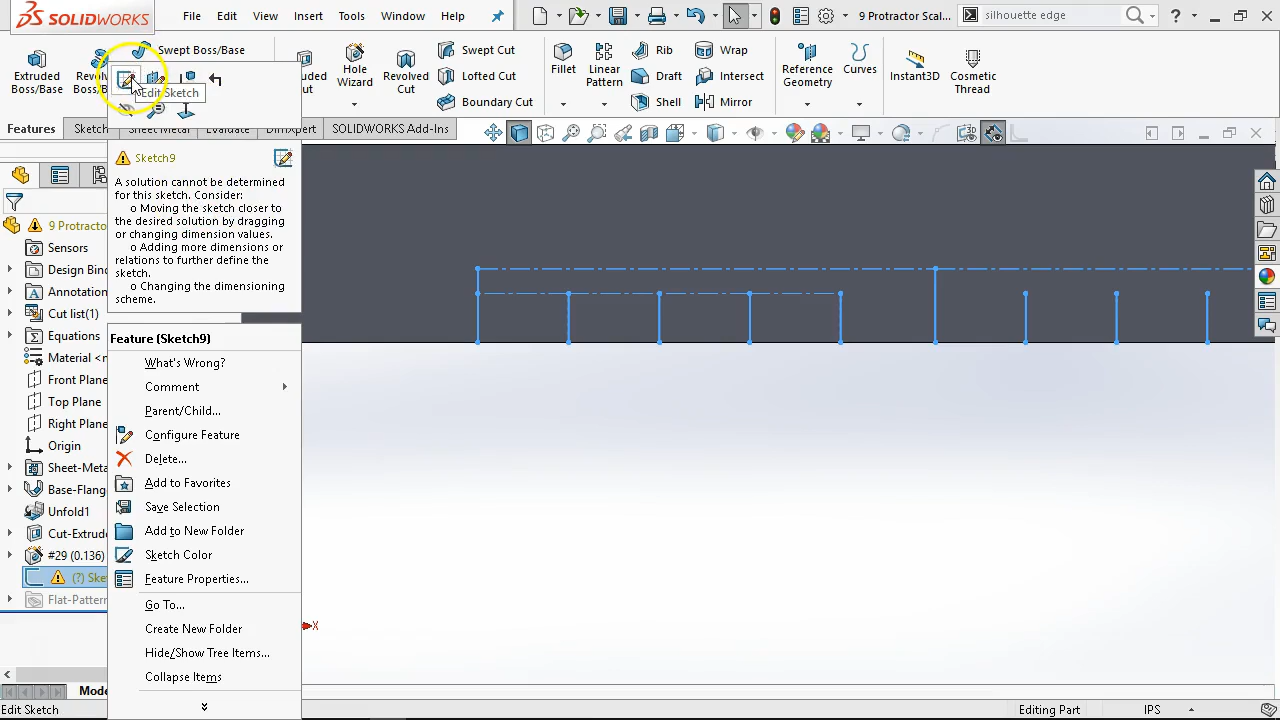 SOLIDWORKS
File
Edit
View
Insert
Tools
Window
Help
9 Protractor Scal...
silhouette edge
Extruded
Boss/Base
Swept Boss/Base
Hole
Wizard
Revolved
Cut
Swept Cut
Lofted Cut
Boundary Cut
Fillet
Linear
Pattern
Rib
Draft
Shell
Wrap
Intersect
Mirror
Reference
Geometry
Curves
Instant3D
Cosmetic
Thread
Edit Sketch
Features
Sketch
Sheet Metal
Evaluate
DimXpert
SOLIDWORKS Add-Ins
Sketch9
A solution cannot be determined
for this sketch. Consider:
o Moving the sketch closer to
the desired solution by dragging
or changing dimension values.
o Adding more dimensions or
relations to further define the
sketch.
o Changing the dimensioning
scheme.
9 Protracto
Sensors
Design Bin
Annotation
Cut list(1)
Equations
Material <n
Front Plane
Top Plane
Right Plane
Origin
Sheet-Meta
Base-Flang
Unfold1
Cut-Extrud
#29 (0.136)
(?) Ske
Flat-Pattern
Feature (Sketch9)
What's Wrong?
Comment
Parent/Child...
Configure Feature
Delete...
Add to Favorites
Save Selection
Add to New Folder
Sketch Color
Feature Properties...
Go To...
Create New Folder
Hide/Show Tree Items...
Collapse Items
X
Mode
Edit Sketch
Editing Part
IPS